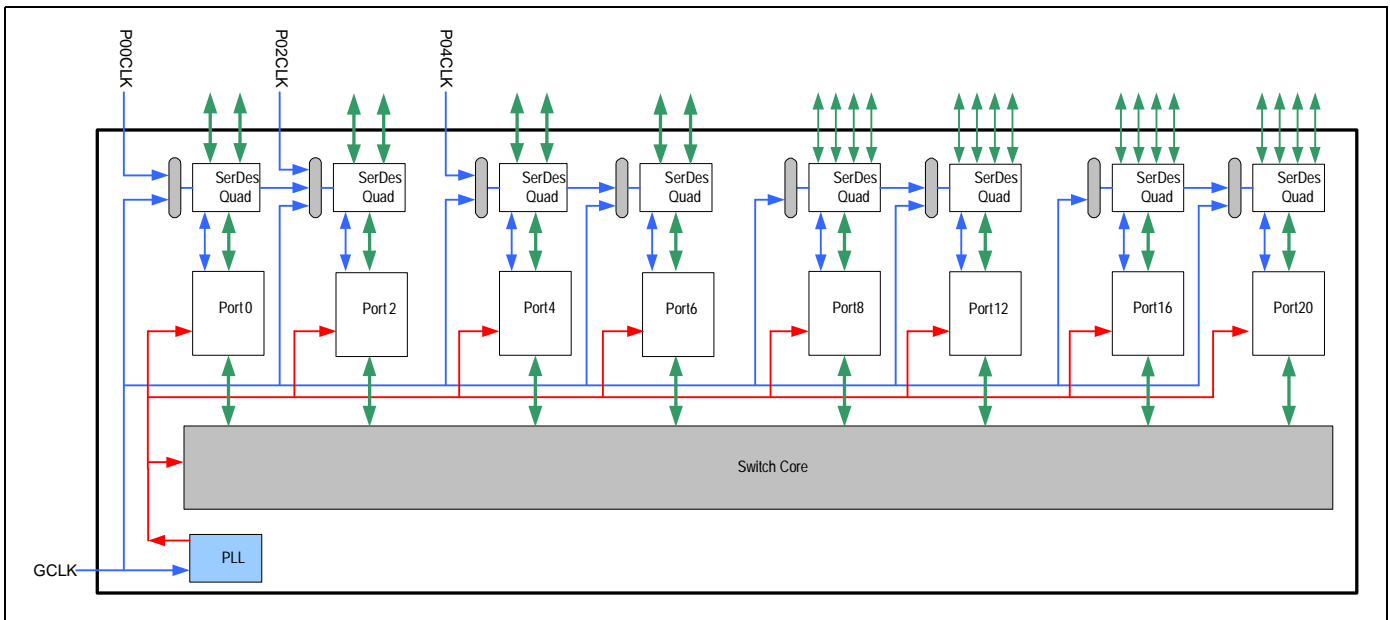 P00CLK
P02CLK
P04CLK
SerDes
Quad
SerDes
Quad
SerDes
Quad
SerDes
Quad
SerDes
Quad
SerDes
Quad
SerDes
Quad
SerDes
Quad
Port0
Port2
Port4
Port6
Port8
Port12
Port16
Port20
Switch Core
PLL
GCLK